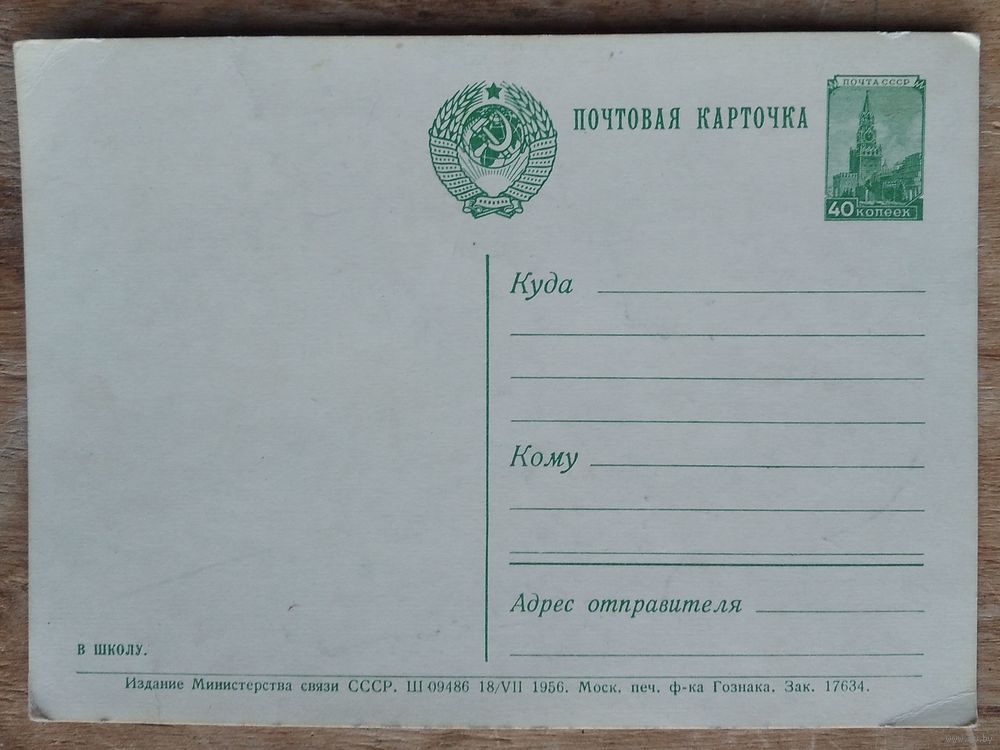 ПОЧТА СССР
ПОЧТОВАЯ КАРТОЧКА
40 КОПЕЕК
Куда
Кому
Адрес отправителя
В ШКОЛУ.
Издание Министерства связи СССР. Ш 09486 18/VII 1956. Моск. печ. ф-ка Гознака. Зак. 17634.